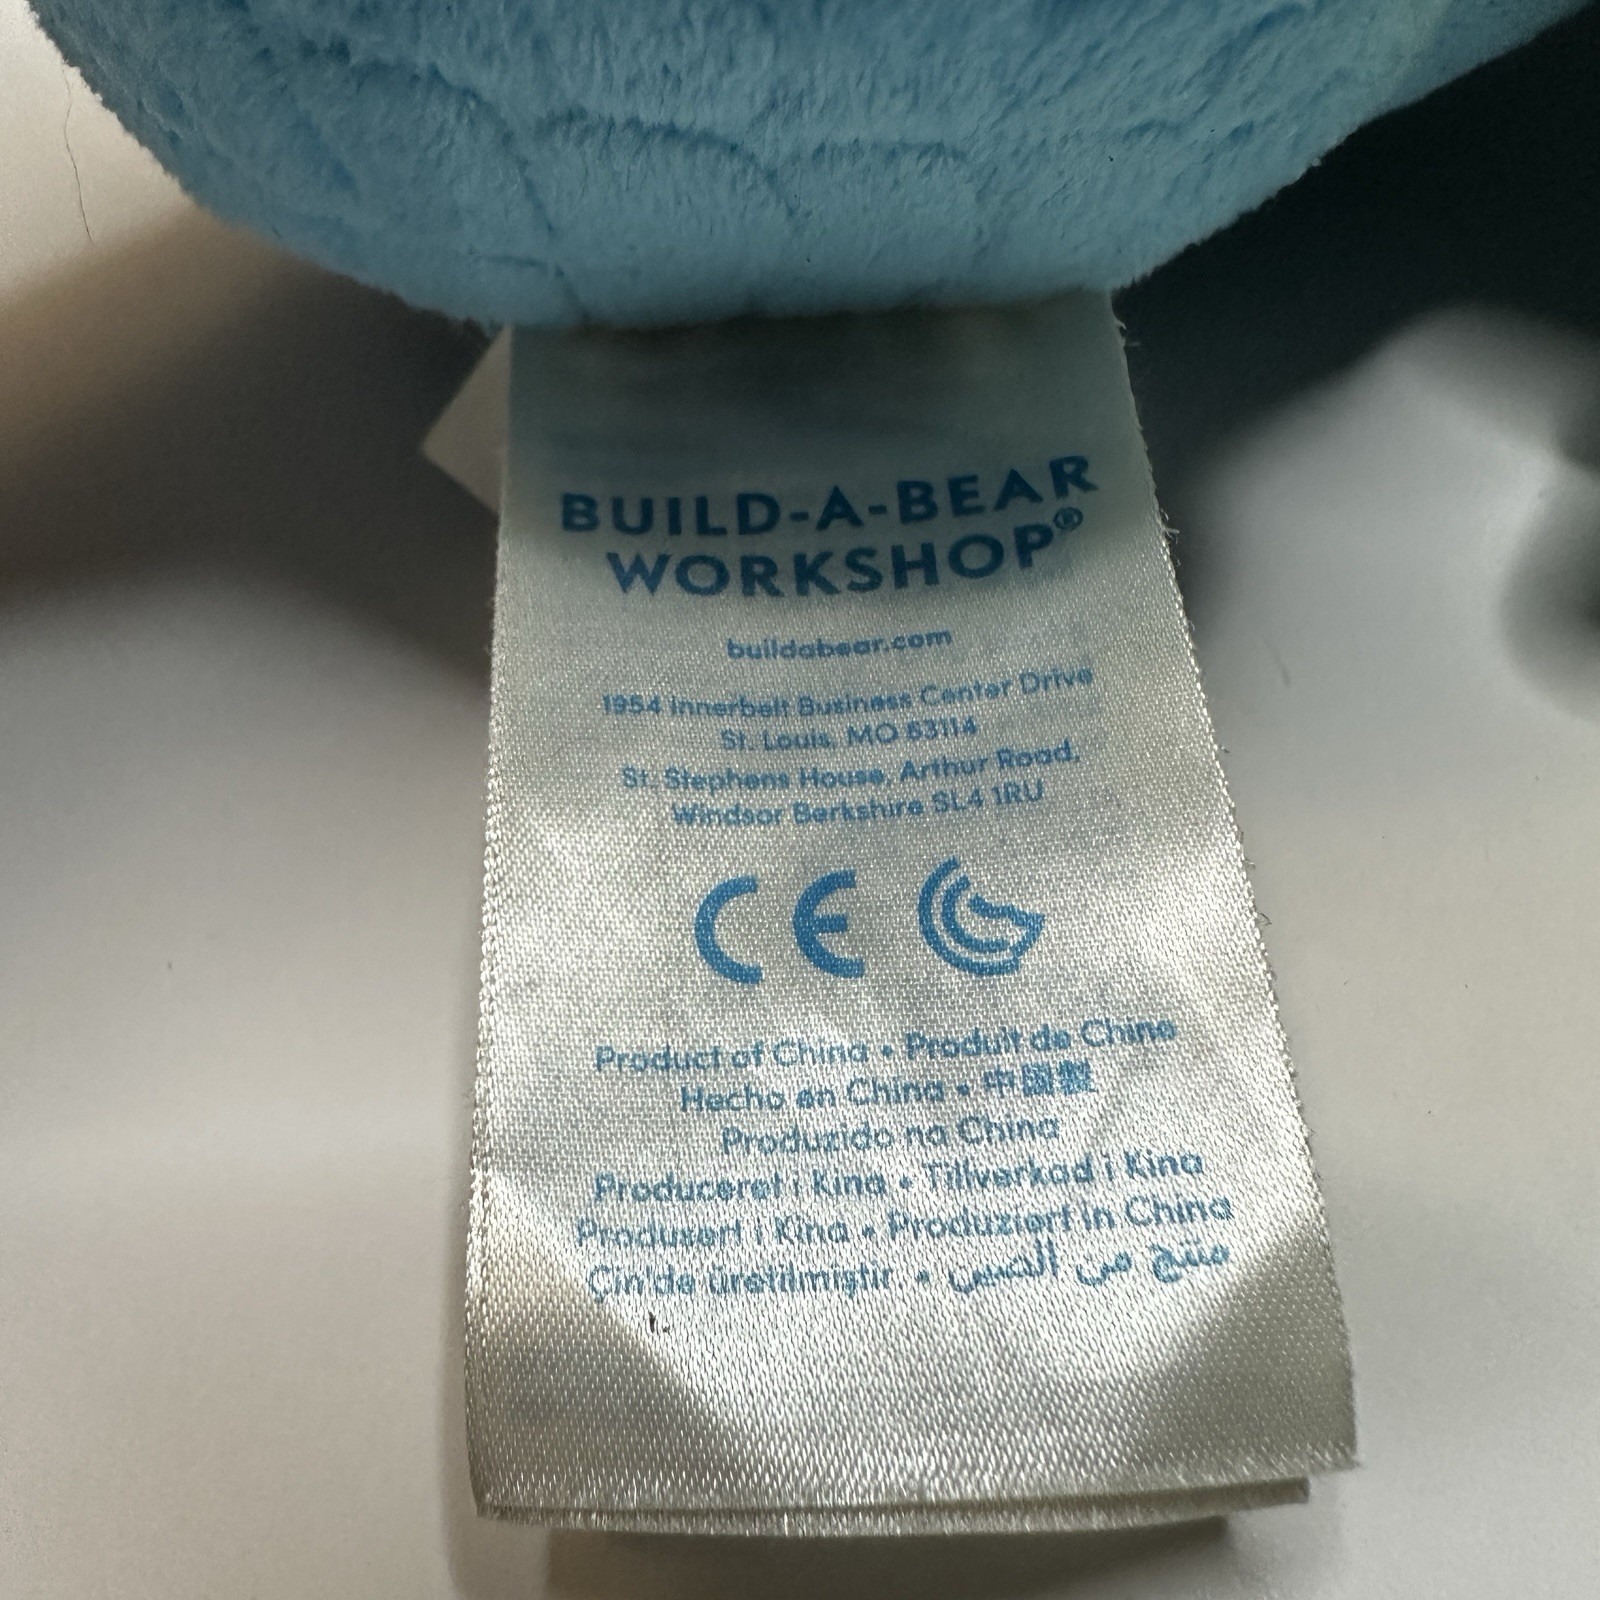 BUILD-A-BEAR
WORKSHOP®
buildabear.com
1954 Innerbelt Business Center Drive
St. Louis, MO 63114
St. Stephens House, Arthur Road,
Windsor Berkshire SL4 1RU
CE
Product of China • Produit de Chine
Hecho en China • 中國製
Produzido na China
Produceret i Kina • Tillverkad i Kina
Produsert i Kina • Produziert in China
Çin'de üretilmiştir • منتج من الصين